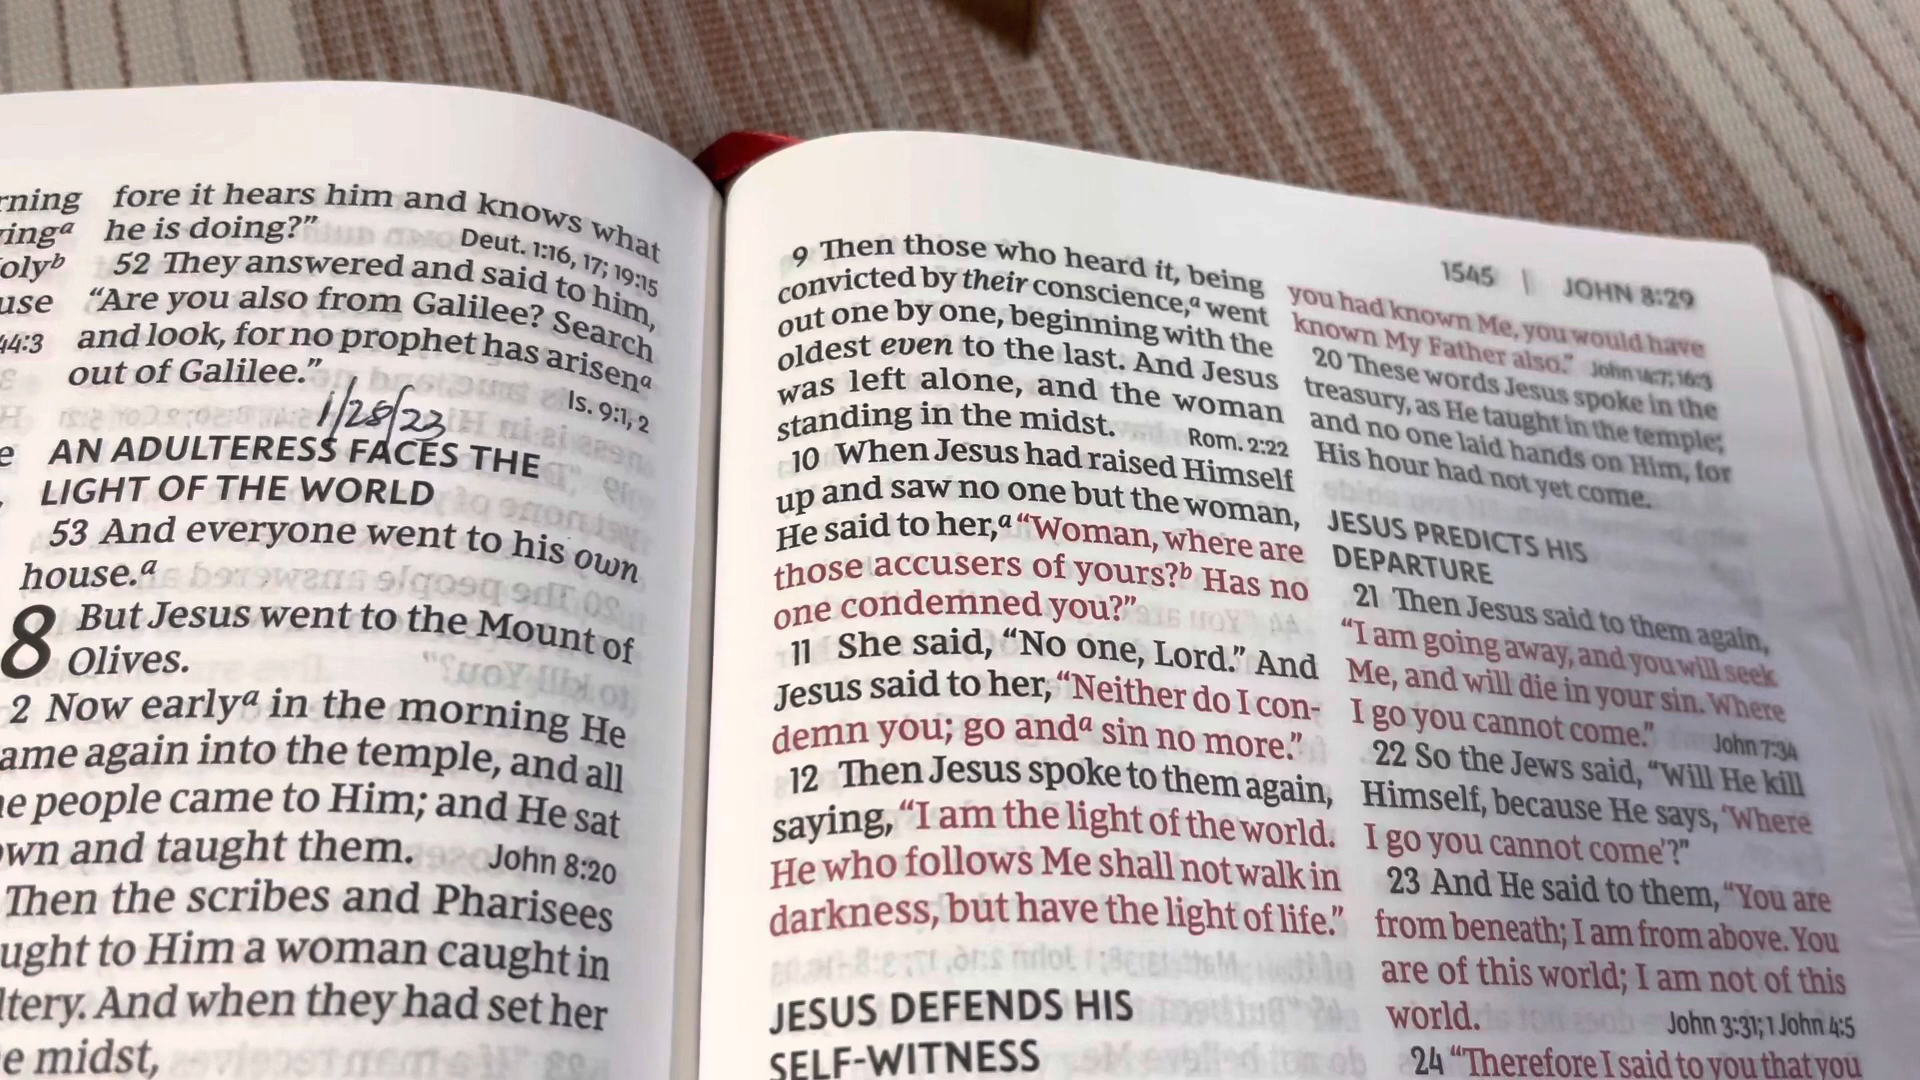 rning
ingᵃ
olyᵇ
use
44:3
fore it hears him and knows what
he is doing?"
Deut. 1:16, 17; 19:15
52 They answered and said to him,
"Are you also from Galilee? Search
and look, for no prophet has arisenᵃ
out of Galilee."
Is. 9:1, 2
1/28/23
AN ADULTERESS FACES THE
LIGHT OF THE WORLD
53 And everyone went to his own
house.ᵃ
8 But Jesus went to the Mount of
Olives.
2 Now earlyᵃ in the morning He
ame again into the temple, and all
e people came to Him; and He sat
own and taught them.
John 8:20
Then the scribes and Pharisees
ught to Him a woman caught in
ltery. And when they had set her
e midst,
9 Then those who heard it, being
convicted by their conscience,ᵃ went
out one by one, beginning with the
oldest even to the last. And Jesus
was left alone, and the woman
standing in the midst.
Rom. 2:22
10 When Jesus had raised Himself
up and saw no one but the woman,
He said to her,ᵃ "Woman, where are
those accusers of yours?ᵇ Has no
one condemned you?"
11 She said, "No one, Lord." And
Jesus said to her, "Neither do I con-
demn you; go andᵃ sin no more."
12 Then Jesus spoke to them again,
saying, "I am the light of the world.
He who follows Me shall not walk in
darkness, but have the light of life."
JESUS DEFENDS HIS
SELF-WITNESS
1545 | JOHN 8:29
you had known Me, you would have
known My Father also."
John 14:7; 16:3
20 These words Jesus spoke in the
treasury, as He taught in the temple;
and no one laid hands on Him, for
His hour had not yet come.
JESUS PREDICTS HIS
DEPARTURE
21 Then Jesus said to them again,
"I am going away, and you will seek
Me, and will die in your sin. Where
I go you cannot come."
John 7:34
22 So the Jews said, "Will He kill
Himself, because He says, 'Where
I go you cannot come'?"
23 And He said to them, "You are
from beneath; I am from above. You
are of this world; I am not of this
world.
John 3:31; 1 John 4:5
24 "Therefore I said to you that you